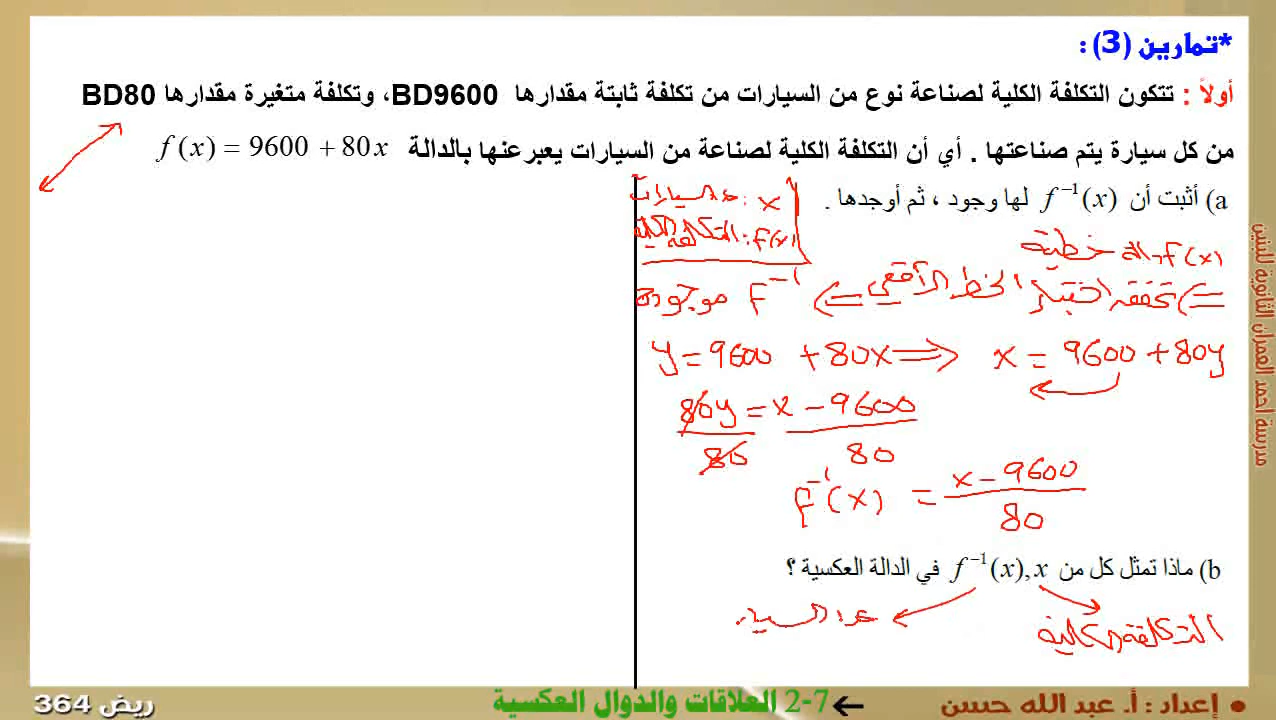 *تمارين (3) :
أولاً : تتكون التكلفة الكلية لصناعة نوع من السيارات من تكلفة ثابتة مقدارها BD9600، وتكلفة متغيرة مقدارها BD80
من كل سيارة يتم صناعتها . أي أن التكلفة الكلية لصناعة من السيارات يعبرعنها بالدالة f(x) = 9600 + 80x
a) أثبت أن f⁻¹(x) لها وجود ، ثم أوجدها .
x : عدد السيارات
f(x) : التكلفة الكلية
f(x) دالة خطية
⇐ تحقق اختبار الخط الأفقي ⇐ f⁻¹ موجودة
y = 9600 + 80x ⟹ x = 9600 + 80y
80y/80 = x - 9600/80
f⁻¹(x) = x - 9600/80
b) ماذا تمثل كل من f⁻¹(x), x في الدالة العكسية ؟
التكلفة الكلية
عدد
مدرسة احمد العمران الثانوية للبنين
إعداد : أ. عبد الله حسن
← 2-7 العلاقات والدوال العكسية
ريض 364